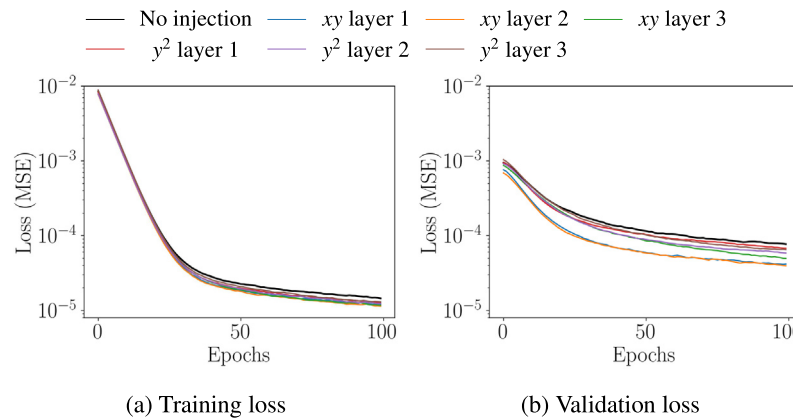 No injection xy layer 1 xy layer 2 xy layer 3
y² layer 1 y² layer 2 y² layer 3
10⁻² 10⁻²
10⁻³ 10⁻³
Loss (MSE) Loss (MSE)
10⁻⁴ 10⁻⁴
10⁻⁵ 10⁻⁵
0 50 100 0 50 100
Epochs Epochs
(a) Training loss (b) Validation loss